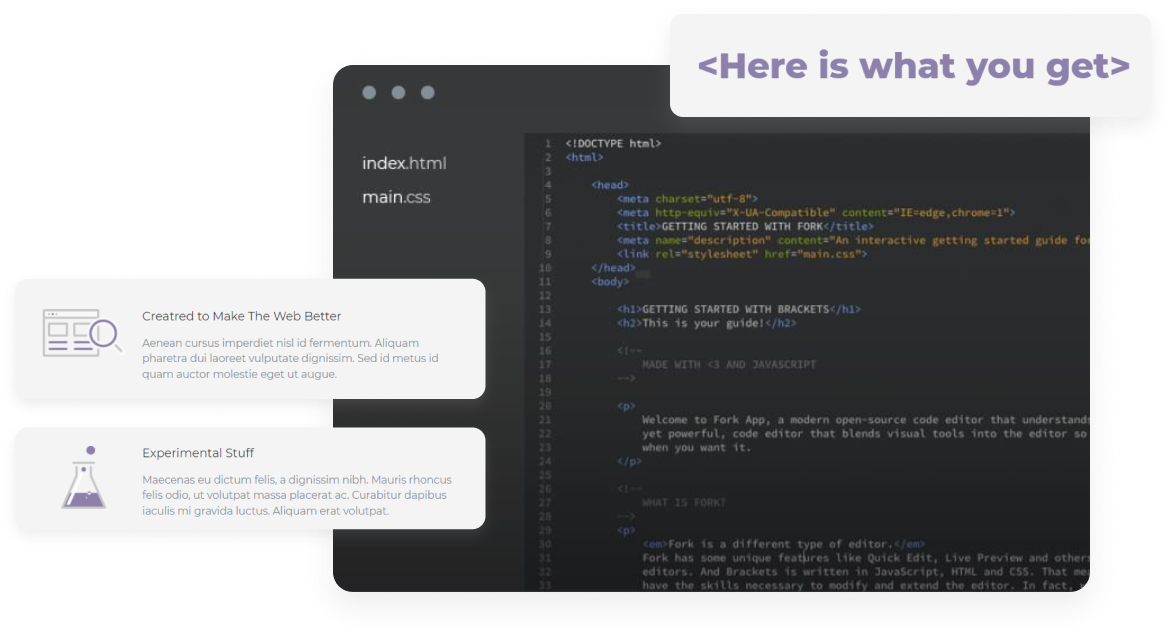 <Here is what you get>
index.html
main.css
1 <!DOCTYPE html>
2 <html>
3
4 <head>
5 <meta charset="utf-8">
6 <meta http-equiv="X-UA-Compatible" content="IE=edge,chrome=1">
7 <title>GETTING STARTED WITH FORK</title>
8 <meta name="description" content="An interactive getting started guide for
9 <link rel="stylesheet" href="main.css">
10 </head>
11 <body>
12
13 <h1>GETTING STARTED WITH BRACKETS</h1>
14 <h2>This is your guide!</h2>
15
16 <!--
17 MADE WITH <3 AND JAVASCRIPT
18 -->
19
20 <p>
21 Welcome to Fork App, a modern open-source code editor that understands
22 yet powerful, code editor that blends visual tools into the editor so
23 when you want it.
24 </p>
25
26 <!--
27 WHAT IS FORK?
28 -->
29 <p>
30 <em>Fork is a different type of editor.</em>
31 Fork has some unique features like Quick Edit, Live Preview and others
32 editors. And Brackets is written in JavaScript, HTML and CSS. That
33 have the skills necessary to modify and extend the editor. In fact,
Creatred to Make The Web Better
Aenean cursus imperdiet nisl id fermentum. Aliquam
pharetra dui laoreet vulputate dignissim. Sed id metus id
quam auctor molestie eget ut augue.
Experimental Stuff
Maecenas eu dictum felis, a dignissim nibh. Mauris rhoncus
felis odio, ut volutpat massa placerat ac. Curabitur dapibus
iaculis mi gravida luctus. Aliquam erat volutpat.